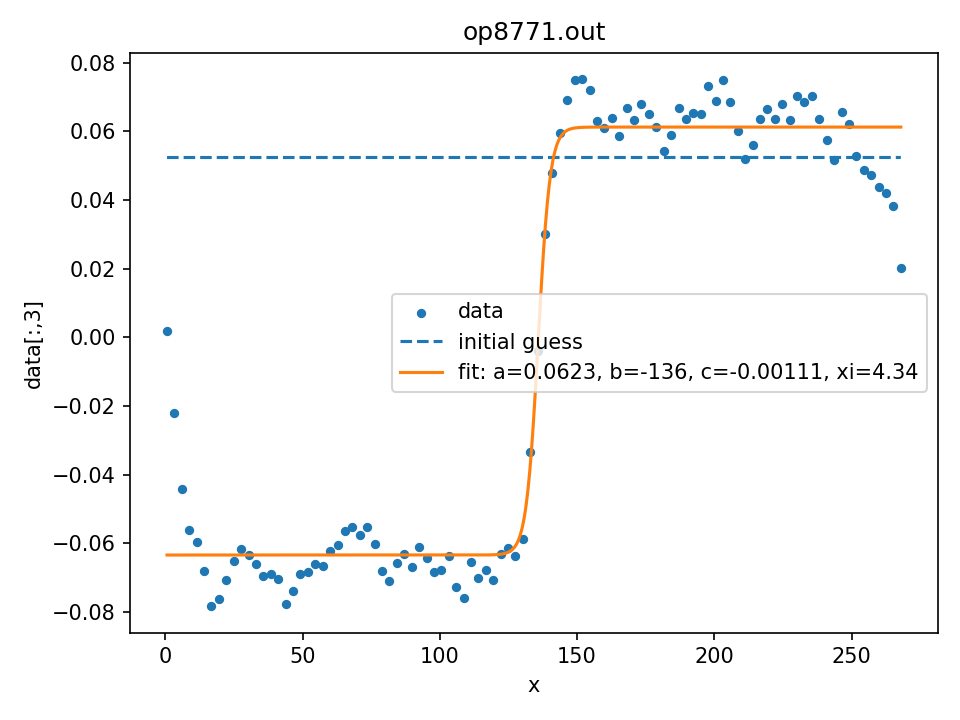 op8771.out
0.08
0.06
0.04
0.02
0.00
−0.02
−0.04
−0.06
−0.08
data[:,3]
data
initial guess
fit: a=0.0623, b=-136, c=-0.00111, xi=4.34
0 50 100 150 200 250
x